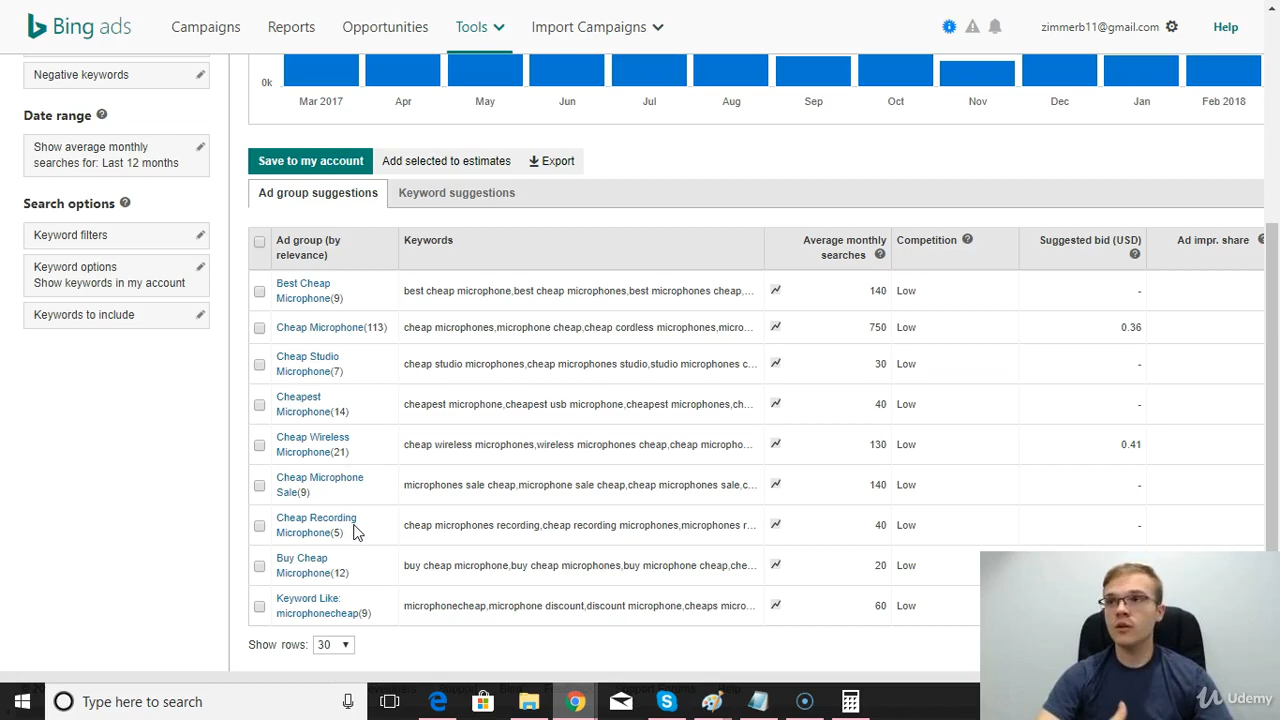 Bing ads
Campaigns Reports Opportunities Tools Import Campaigns zimmerb11@gmail.com Help
Negative keywords
Date range
Show average monthly
searches for: Last 12 months
Search options
Keyword filters
Keyword options
Show keywords in my account
Keywords to include
0k
Mar 2017 Apr May Jun Jul Aug Sep Oct Nov Dec Jan Feb 2018
Save to my account Add selected to estimates Export
Ad group suggestions Keyword suggestions
Ad group (by
relevance)
Keywords
Average monthly
searches
Competition
Suggested bid (USD)
Ad impr. share
Best Cheap
Microphone(9)
best cheap microphone,best cheap microphones,best microphones cheap,...
140 Low -
Cheap Microphone(113)
cheap microphones,microphone cheap,cheap cordless microphones,micro...
750 Low 0.36
Cheap Studio
Microphone(7)
cheap studio microphones,cheap microphones studio,studio microphones c...
30 Low -
Cheapest
Microphone(14)
cheapest microphone,cheapest usb microphone,cheapest microphones,ch...
40 Low -
Cheap Wireless
Microphone(21)
cheap wireless microphones,wireless microphones cheap,cheap micropho...
130 Low 0.41
Cheap Microphone
Sale(9)
microphones sale cheap,microphone sale cheap,cheap microphones sale,c...
140 Low -
Cheap Recording
Microphone(5)
cheap microphones recording,cheap recording microphones,microphones r...
40 Low -
Buy Cheap
Microphone(12)
buy cheap microphone,buy cheap microphones,buy microphone cheap,che...
20 Low
Keyword Like:
microphonecheap(9)
microphonecheap,microphone discount,discount microphone,cheaps micro...
60 Low
Show rows: 30
Type here to search
Udemy